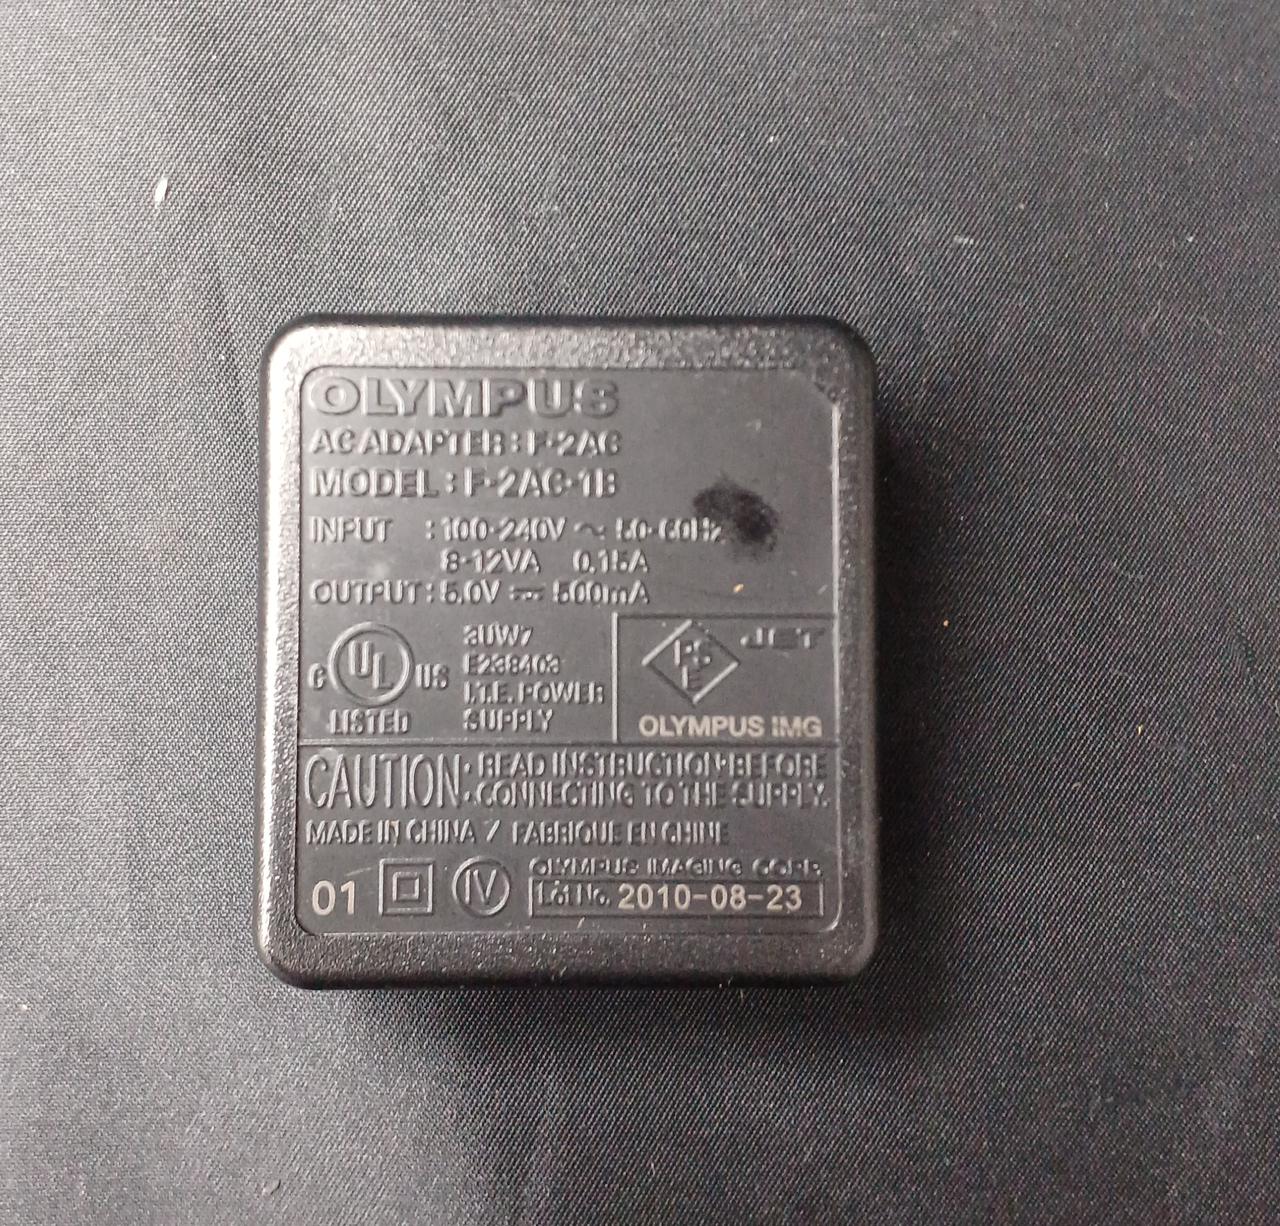 OLYMPUS
AC ADAPTER : F-2AC
MODEL : F-2AC-1B
INPUT : 100-240V ~ 50-60Hz
8-12VA 0.15A
OUTPUT : 5.0V ⎓ 500mA
C UL US
LISTED
3UW7
E238403
I.T.E. POWER
SUPPLY
PS
E
JET
OLYMPUS IMG
CAUTION: READ INSTRUCTION BEFORE
CONNECTING TO THE SUPPLY.
MADE IN CHINA / FABRIQUE EN CHINE
OLYMPUS IMAGING CORP.
01 IV Lot No. 2010-08-23